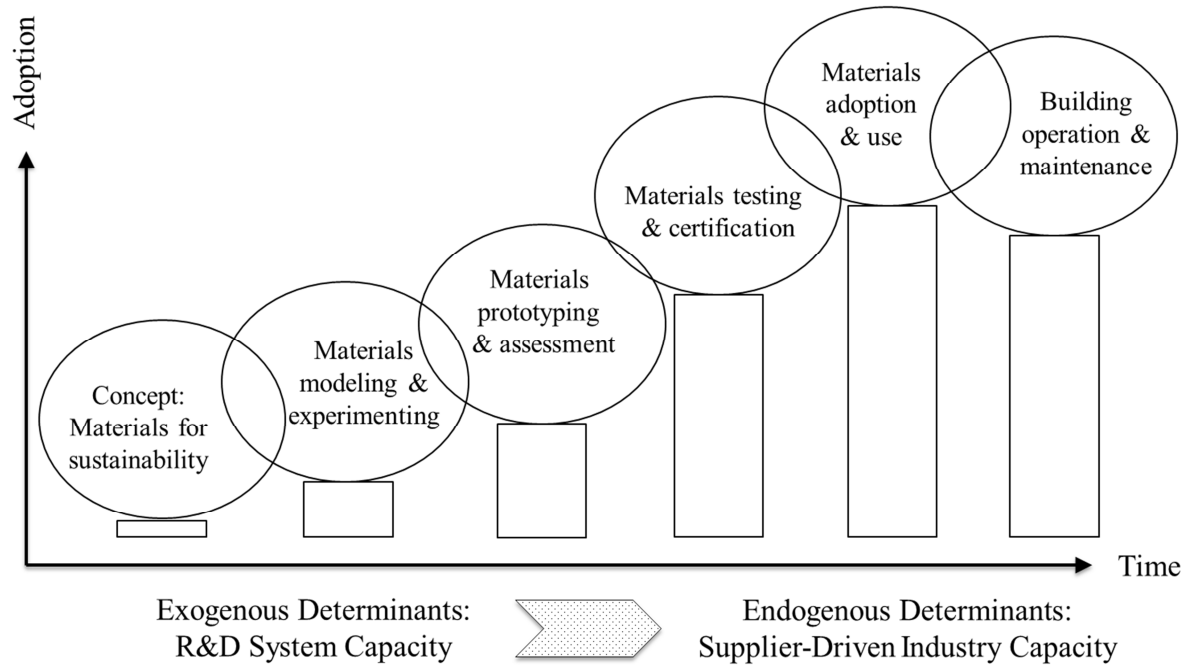 Adoption
Concept:
Materials for
sustainability
Materials
modeling &
experimenting
Materials
prototyping
& assessment
Materials testing
& certification
Materials
adoption
& use
Building
operation &
maintenance
Time
Exogenous Determinants:
R&D System Capacity
Endogenous Determinants:
Supplier-Driven Industry Capacity